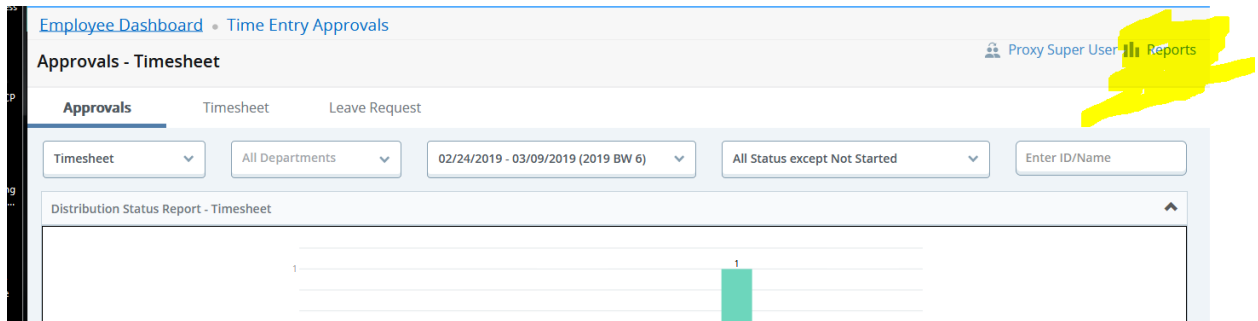 Employee Dashboard • Time Entry Approvals
Approvals - Timesheet
Proxy Super User
Reports
Approvals
Timesheet
Leave Request
Timesheet
All Departments
02/24/2019 - 03/09/2019 (2019 BW 6)
All Status except Not Started
Enter ID/Name
Distribution Status Report - Timesheet
1
1